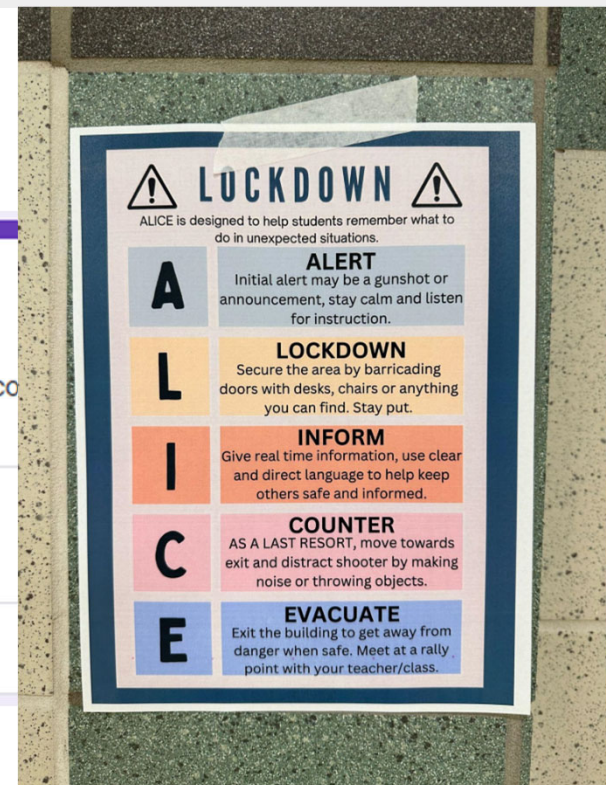 LOCKDOWN
ALICE is designed to help students remember what to
do in unexpected situations.
A
ALERT
Initial alert may be a gunshot or
announcement, stay calm and listen
for instruction.
L
LOCKDOWN
Secure the area by barricading
doors with desks, chairs or anything
you can find. Stay put.
I
INFORM
Give real time information, use clear
and direct language to help keep
others safe and informed.
C
COUNTER
AS A LAST RESORT, move towards
exit and distract shooter by making
noise or throwing objects.
E
EVACUATE
Exit the building to get away from
danger when safe. Meet at a rally
point with your teacher/class.